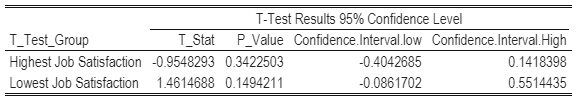 T-Test Results 95% Confidence Level
T_Test_Group T_Stat P_Value Confidence.Interval.low Confidence.Interval.High
Highest Job Satisfaction -0.9548293 0.3422503 -0.4042685 0.1418398
Lowest Job Satisfaction 1.4614688 0.1494211 -0.0861702 0.5514435